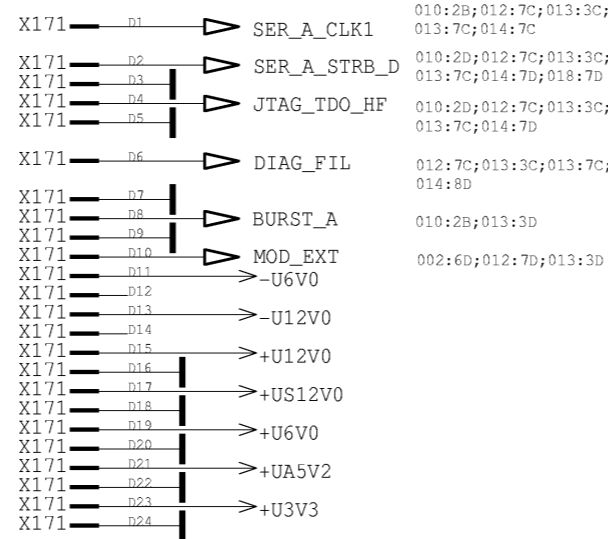 X171 D1 SER_A_CLK1 010:2B;012:7C;013:3C;
013:7C;014:7C
X171 D2 SER_A_STRB_D 010:2D;012:7C;013:3C;
X171 D3 013:7C;014:7D;018:7D
X171 D4 JTAG_TDO_HF 010:2D;012:7C;013:3C;
X171 D5 013:7C;014:7D
X171 D6 DIAG_FIL 012:7C;013:3C;013:7C;
014:8D
X171 D7
X171 D8 BURST_A 010:2B;013:3D
X171 D9
X171 D10 MOD_EXT 002:6D;012:7D;013:3D
X171 D11 -U6V0
X171 D12
X171 D13 -U12V0
X171 D14
X171 D15 +U12V0
X171 D16
X171 D17 +US12V0
X171 D18
X171 D19 +U6V0
X171 D20
X171 D21 +UA5V2
X171 D22
X171 D23 +U3V3
X171 D24